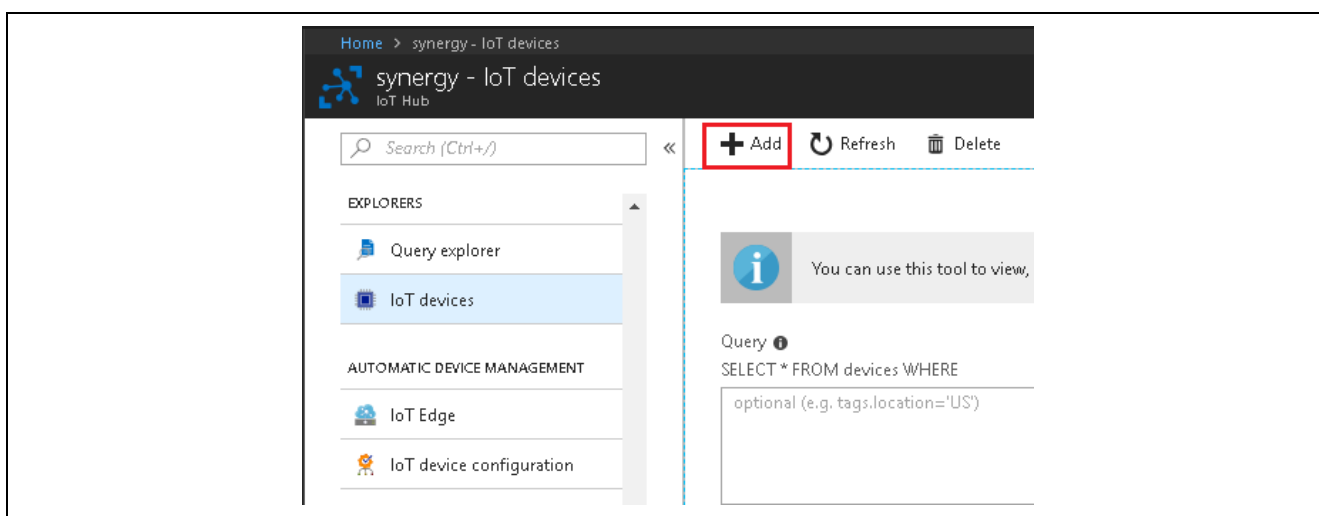 Home > synergy - IoT devices
synergy - IoT devices
IoT Hub
Search (Ctrl+/)
«
Add Refresh Delete
EXPLORERS
Query explorer
IoT devices
AUTOMATIC DEVICE MANAGEMENT
IoT Edge
IoT device configuration
You can use this tool to view,
Query
SELECT * FROM devices WHERE
optional (e.g. tags.location='US')